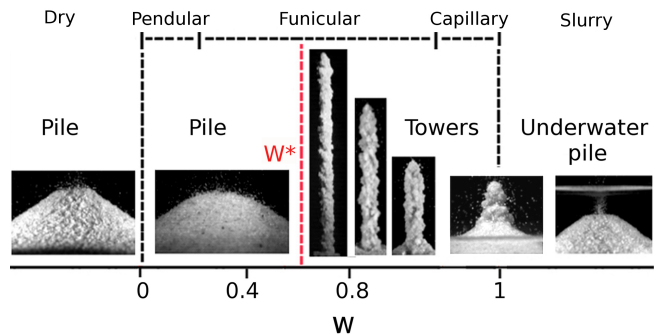 Dry
Pendular
Funicular
Capillary
Slurry
Pile
Pile
W*
Towers
Underwater
pile
0
0.4
0.8
1
w